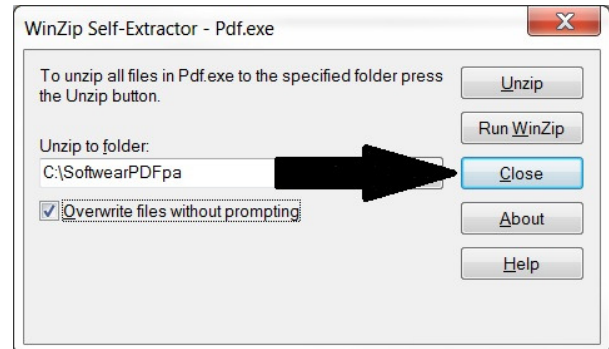 WinZip Self-Extractor - Pdf.exe
To unzip all files in Pdf.exe to the specified folder press
the Unzip button.
Unzip to folder:
C:\SoftwearPDFpa
Overwrite files without prompting
Unzip
Run WinZip
Close
About
Help